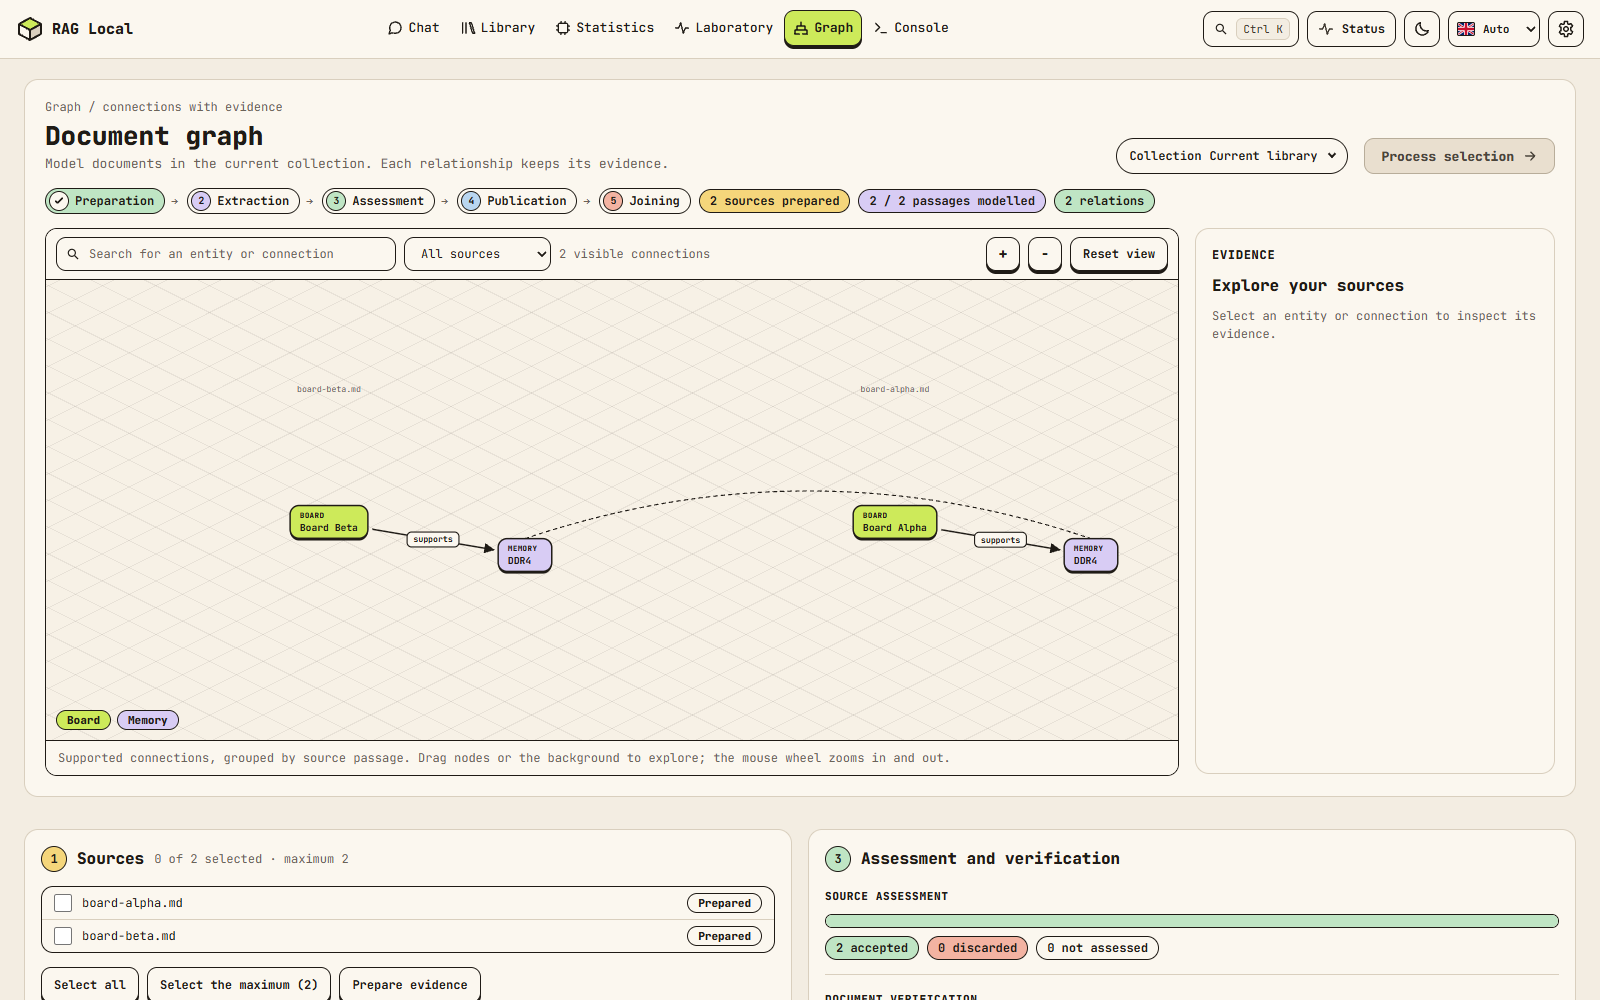 RAG Local
Chat
Library
Statistics
Laboratory
Graph
Console
Ctrl K
Status
Auto
Graph / connections with evidence
Document graph
Model documents in the current collection. Each relationship keeps its evidence.
Collection Current library
Process selection →
Preparation → 2 Extraction → 3 Assessment → 4 Publication → 5 Joining
2 sources prepared
2 / 2 passages modelled
2 relations
Search for an entity or connection
All sources
2 visible connections
+
-
Reset view
board-beta.md
board-alpha.md
BOARD
Board Beta
supports
MEMORY
DDR4
BOARD
Board Alpha
supports
MEMORY
DDR4
Board
Memory
Supported connections, grouped by source passage. Drag nodes or the background to explore; the mouse wheel zooms in and out.
EVIDENCE
Explore your sources
Select an entity or connection to inspect its
evidence.
1 Sources 0 of 2 selected · maximum 2
board-alpha.md Prepared
board-beta.md Prepared
Select all
Select the maximum (2)
Prepare evidence
3 Assessment and verification
SOURCE ASSESSMENT
2 accepted
0 discarded
0 not assessed
DOCUMENT VERIFICATION